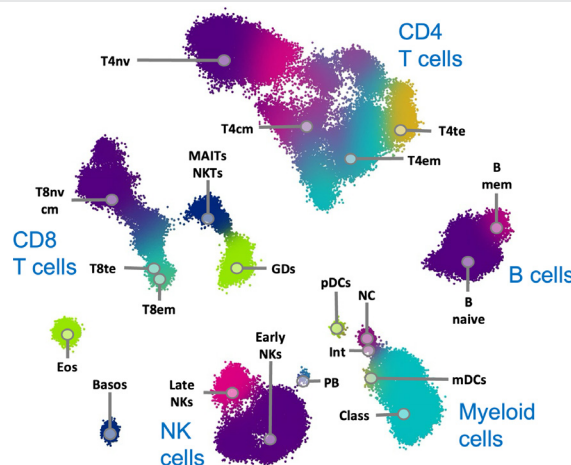 CD4
T cells
T4nv
T4cm
T4te
T4em
MAITs
NKTs
T8nv
cm
CD8
T cells
T8te
T8em
GDs
B
mem
B cells
B
naive
pDCs
NC
Int
mDCs
Class
Myeloid
cells
Eos
Basos
Early
NKs
Late
NKs
PB
NK
cells